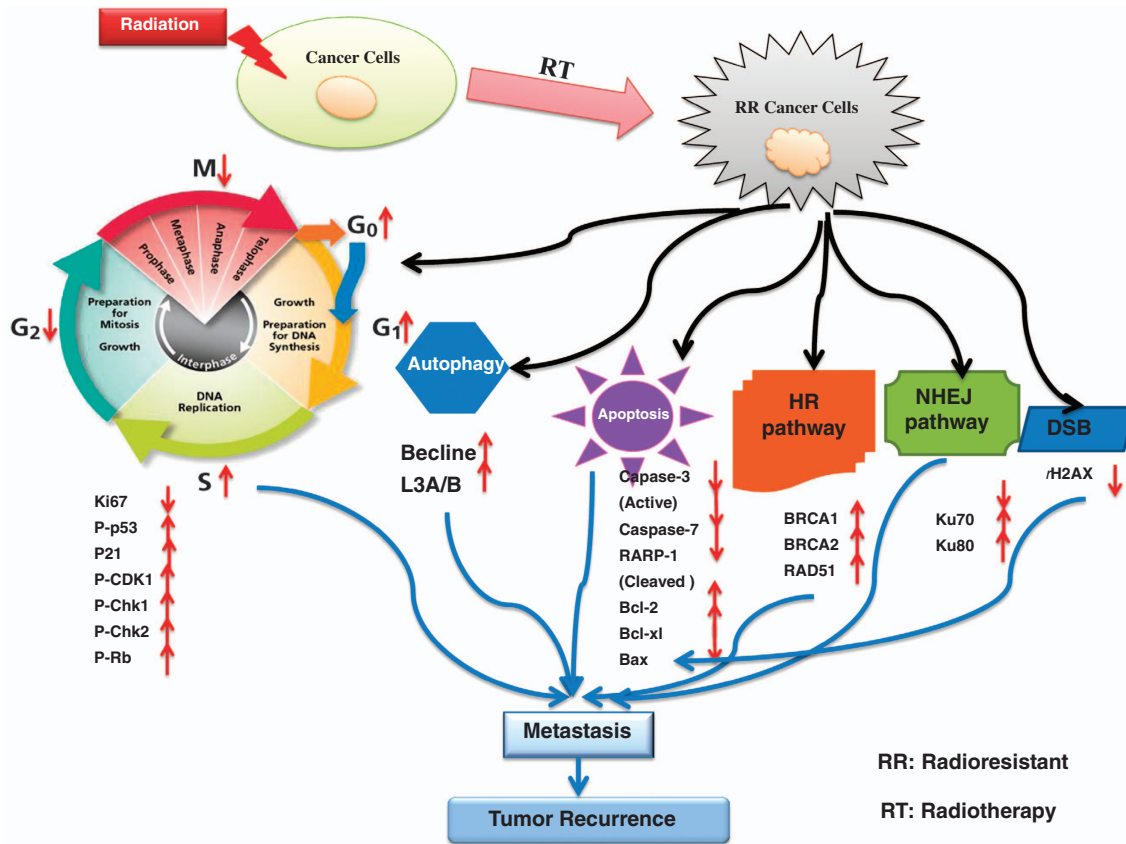 Radiation
Cancer Cells
RT
RR Cancer Cells
M
Prophase
Metaphase
Anaphase
Telophase
G0
G1
G2
S
Preparation
for
Mitosis
Growth
Growth
Preparation
for DNA
Synthesis
Interphase
DNA
Replication
Autophagy
Becline
L3A/B
Apoptosis
HR
pathway
NHEJ
pathway
DSB
Ki67
P-p53
P21
P-CDK1
P-Chk1
P-Chk2
P-Rb
Capase-3
(Active)
Caspase-7
RARP-1
(Cleaved )
Bcl-2
Bcl-xl
Bax
BRCA1
BRCA2
RAD51
Ku70
Ku80
rH2AX
Metastasis
Tumor Recurrence
RR: Radioresistant
RT: Radiotherapy